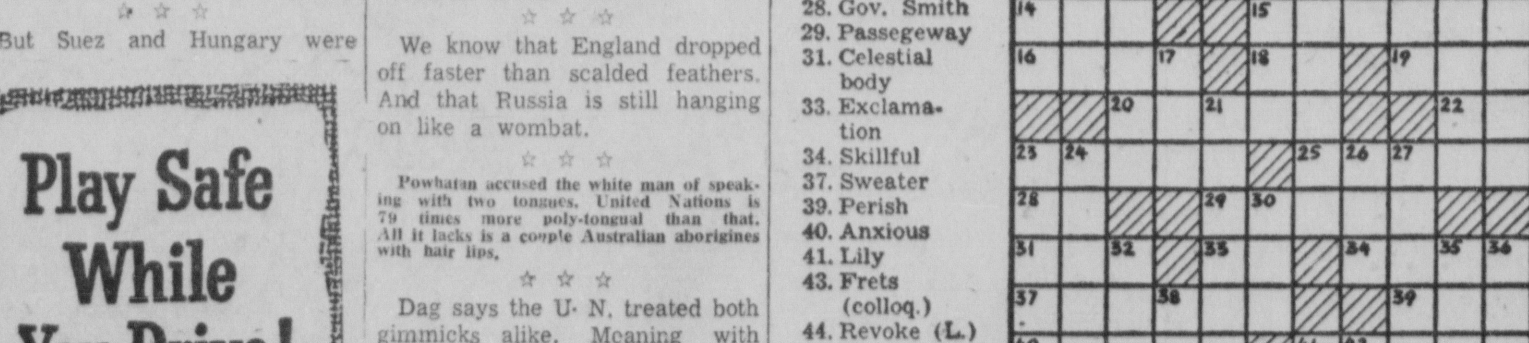 But Suez and Hungary were
Play Safe
While
You Drive!
We know that England dropped
off faster than scalded feathers.
And that Russia is still hanging
on like a wombat.
Powhatan accused the white man of speak-
ing with two tongues. United Nations is
79 times more poly-tongual than that.
All it lacks is a couple Australian aborigines
with hair lips.
Dag says the U. N. treated both
gimmicks alike. Meaning with
28. Gov. Smith
29. Passegeway
31. Celestial
body
33. Exclama-
tion
34. Skillful
37. Sweater
39. Perish
40. Anxious
41. Lily
43. Frets
(colloq.)
44. Revoke (L.)
14 15
16 17 18 19
20 21 22
23 24 25 26 27
28 29 30
31 32 33 34 35 36
37 38 39